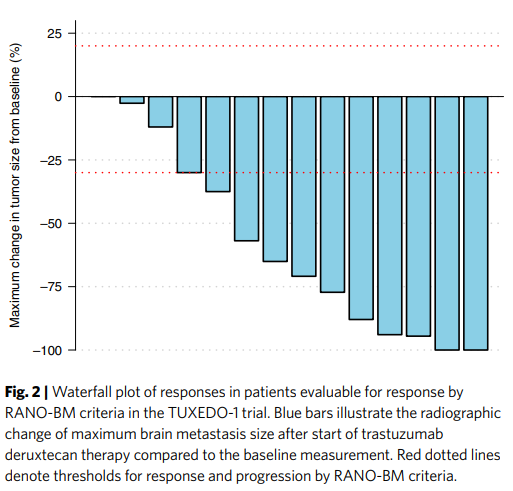 Maximum change in tumor size from baseline (%)
25
0
−25
−50
−75
−100
Fig. 2 | Waterfall plot of responses in patients evaluable for response by
RANO-BM criteria in the TUXEDO-1 trial. Blue bars illustrate the radiographic
change of maximum brain metastasis size after start of trastuzumab
deruxtecan therapy compared to the baseline measurement. Red dotted lines
denote thresholds for response and progression by RANO-BM criteria.